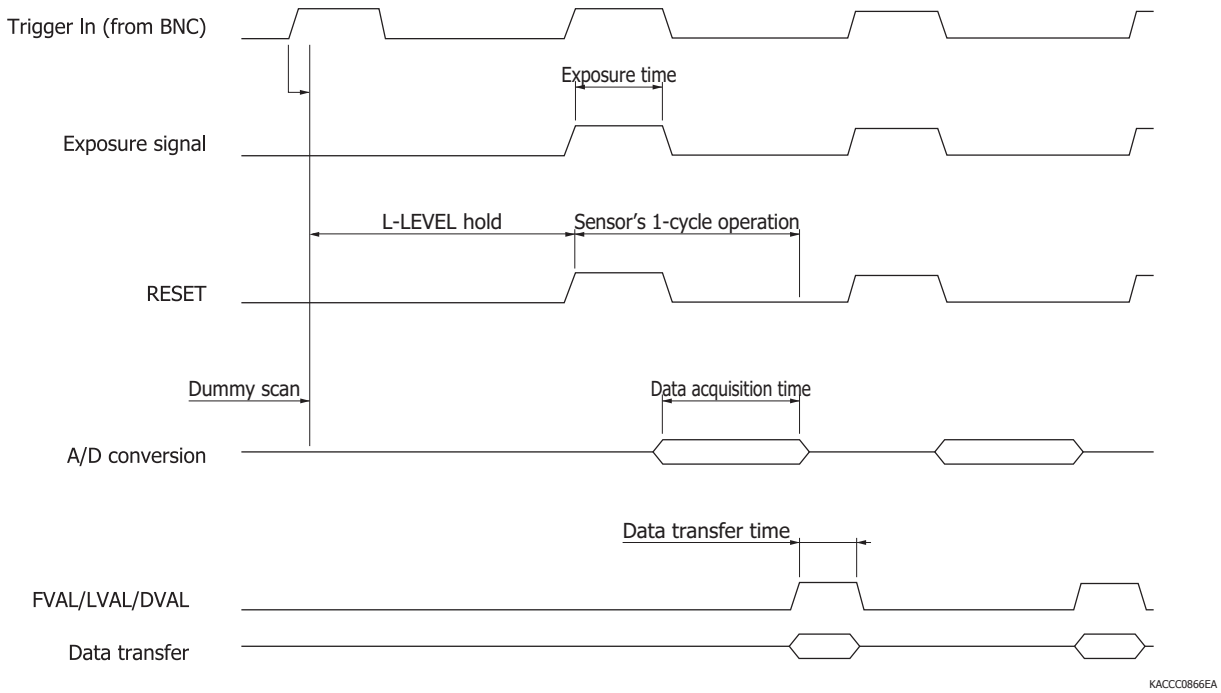 Trigger In (from BNC)
Exposure time
Exposure signal
L-LEVEL hold
Sensor's 1-cycle operation
RESET
Dummy scan
Data acquisition time
A/D conversion
Data transfer time
FVAL/LVAL/DVAL
Data transfer
KACCC0866EA